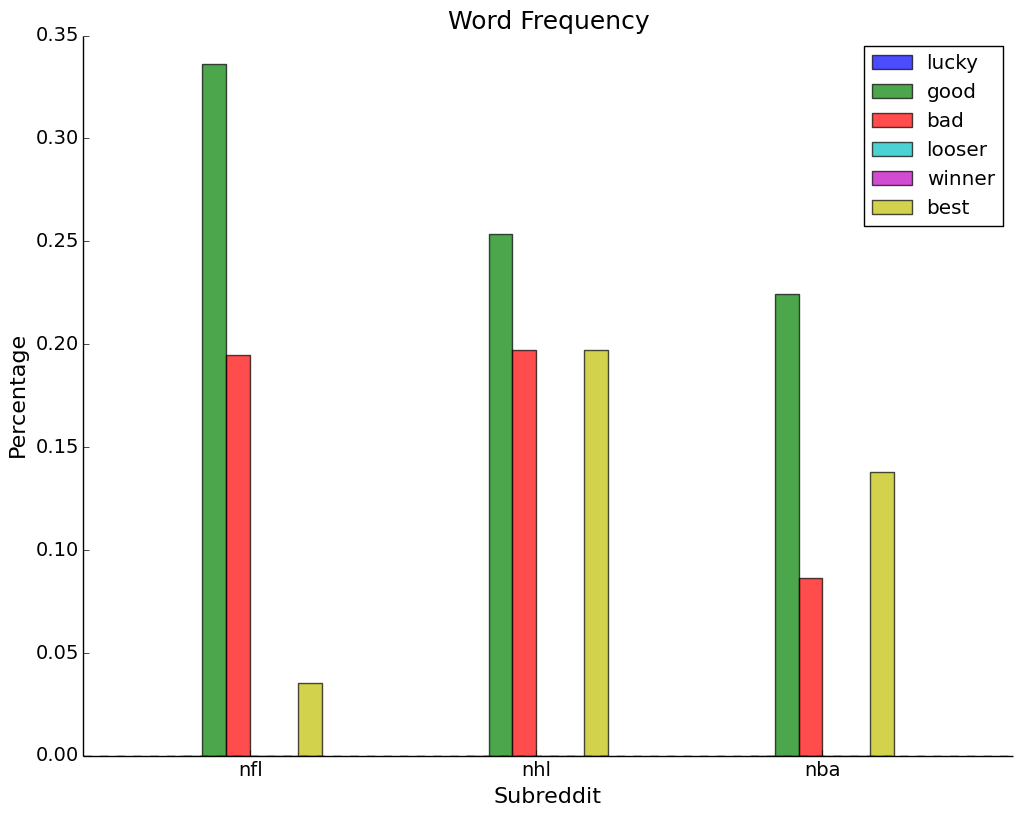 Word Frequency
0.35
0.30
0.25
0.20
0.15
0.10
0.05
0.00
Percentage
lucky
good
bad
looser
winner
best
nfl nhl nba
Subreddit